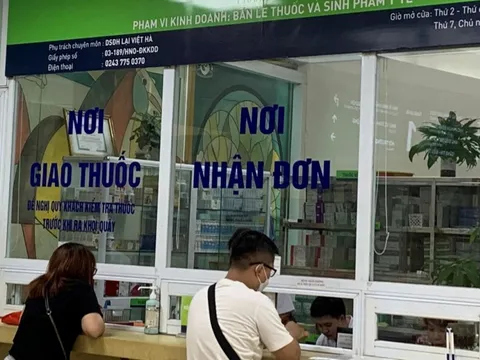 PHẠM VI KINH DOANH: BÁN LẺ THUỐC VÀ SINH PHẨM Y TẾ
Phụ trách chuyên môn : DSĐH LẠI VIỆT HÀ
Giấy phép số : 03-189/HNO-ĐKKDD
Điện thoại : 0243 775 0370
Giờ mở cửa: Thứ 2 - Thứ
Thứ 7, Chủ
NƠI
GIAO THUỐC
ĐỀ NGHỊ QUÝ KHÁCH KIỂM TRA THUỐC
TRƯỚC KHI RA KHỎI QUẦY
NƠI
NHẬN ĐƠN